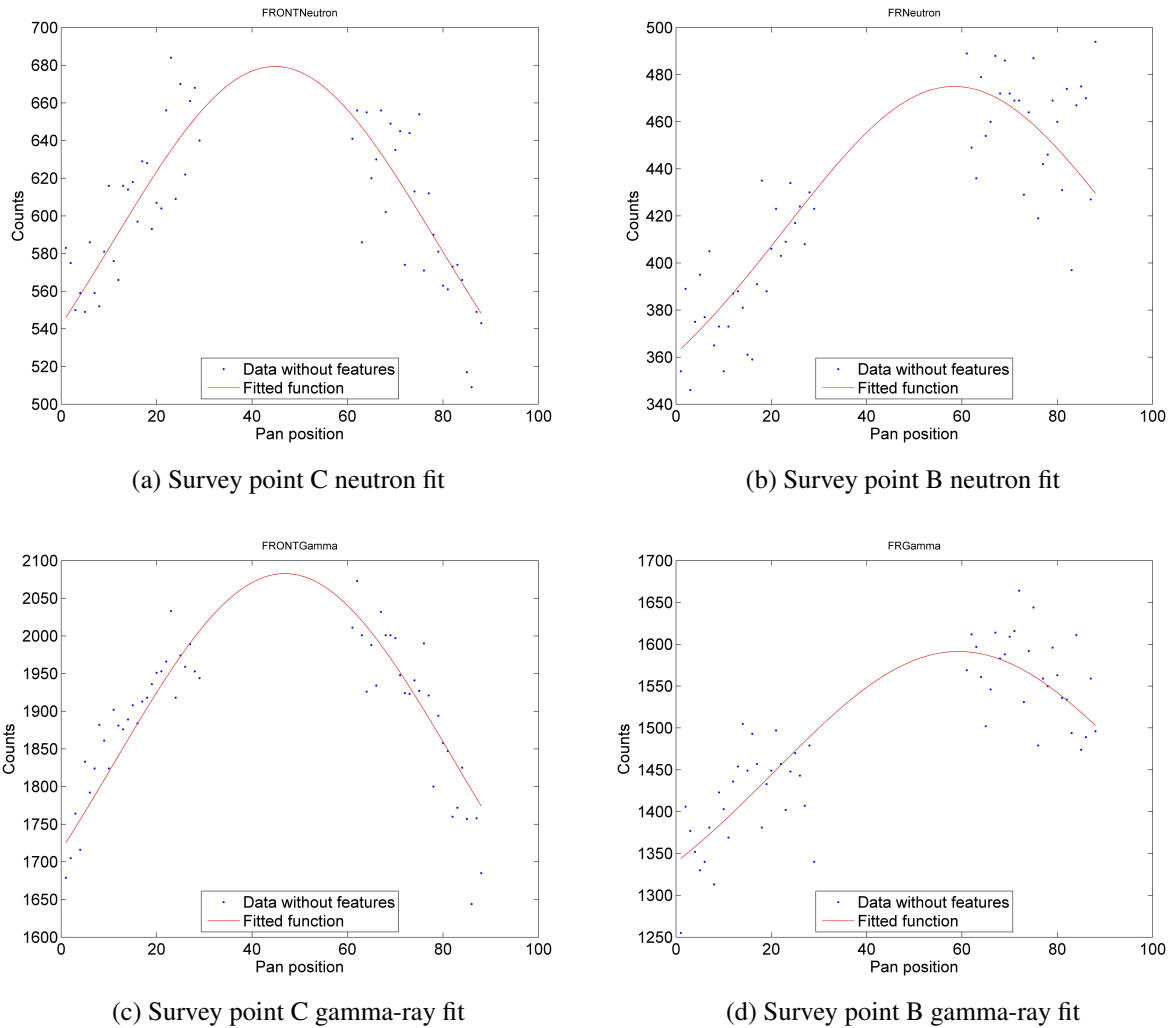 FRONTNeutron
700
680
660
640
620
600
580
560
540
520
500
Counts
0 20 40 60 80 100
Pan position
Data without features
Fitted function
(a) Survey point C neutron fit
FRNeutron
500
480
460
440
420
400
380
360
340
Counts
0 20 40 60 80 100
Pan position
Data without features
Fitted function
(b) Survey point B neutron fit
FRONTGamma
2100
2050
2000
1950
1900
1850
1800
1750
1700
1650
1600
Counts
0 20 40 60 80 100
Pan position
Data without features
Fitted function
(c) Survey point C gamma-ray fit
FRGamma
1700
1650
1600
1550
1500
1450
1400
1350
1300
1250
Counts
0 20 40 60 80 100
Pan position
Data without features
Fitted function
(d) Survey point B gamma-ray fit